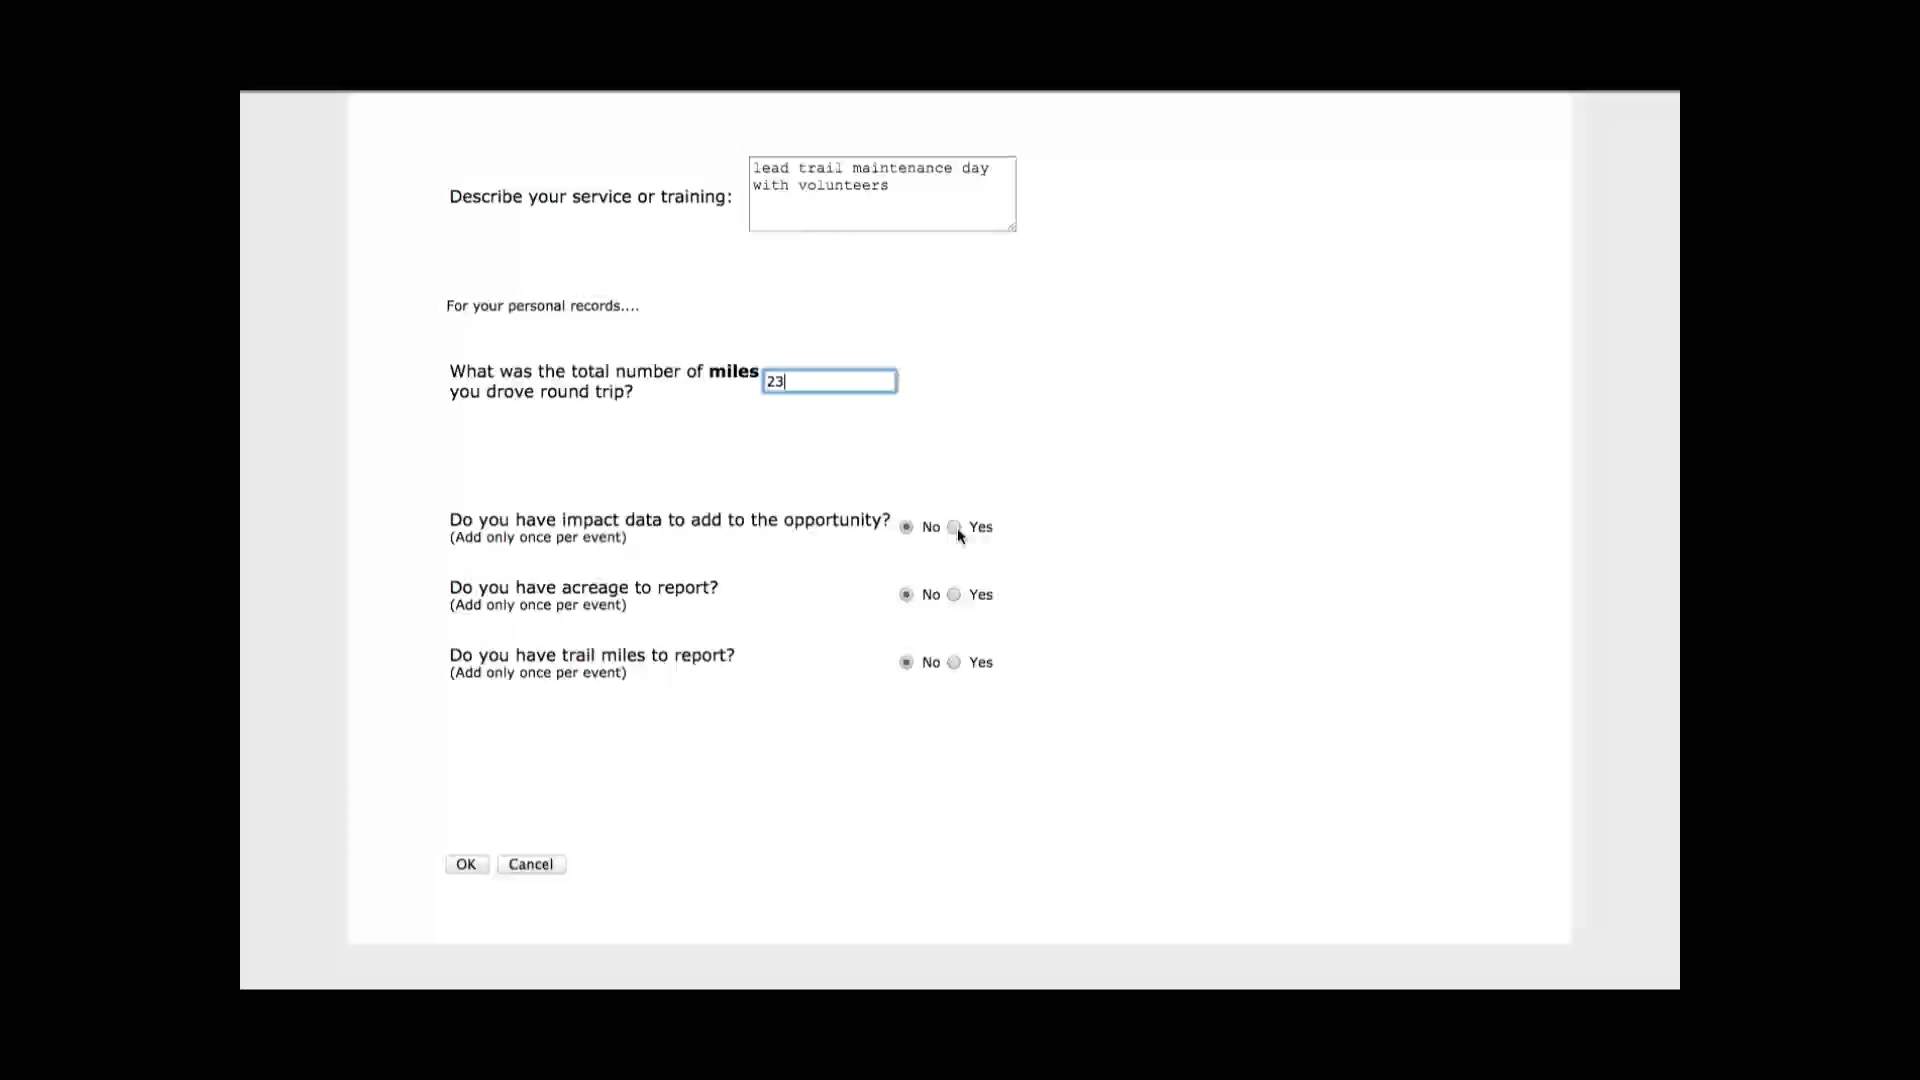 lead trail maintenance day
with volunteers
Describe your service or training:
For your personal records....
What was the total number of miles
you drove round trip?
23
Do you have impact data to add to the opportunity?
(Add only once per event)
No Yes
Do you have acreage to report?
(Add only once per event)
No Yes
Do you have trail miles to report?
(Add only once per event)
No Yes
OK Cancel